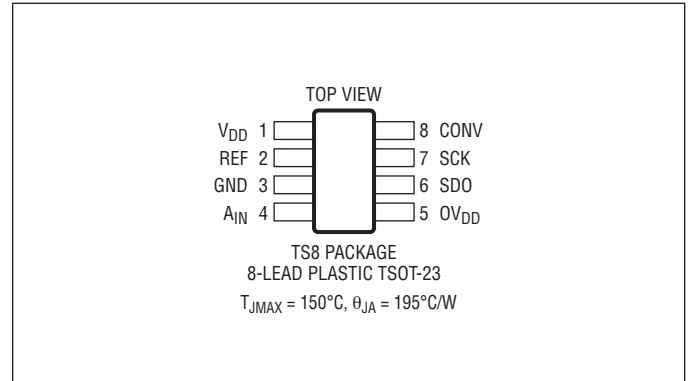 TOP VIEW
V_DD 1 8 CONV
REF 2 7 SCK
GND 3 6 SDO
A_IN 4 5 OV_DD
TS8 PACKAGE
8-LEAD PLASTIC TSOT-23
T_JMAX = 150°C, θ_JA = 195°C/W